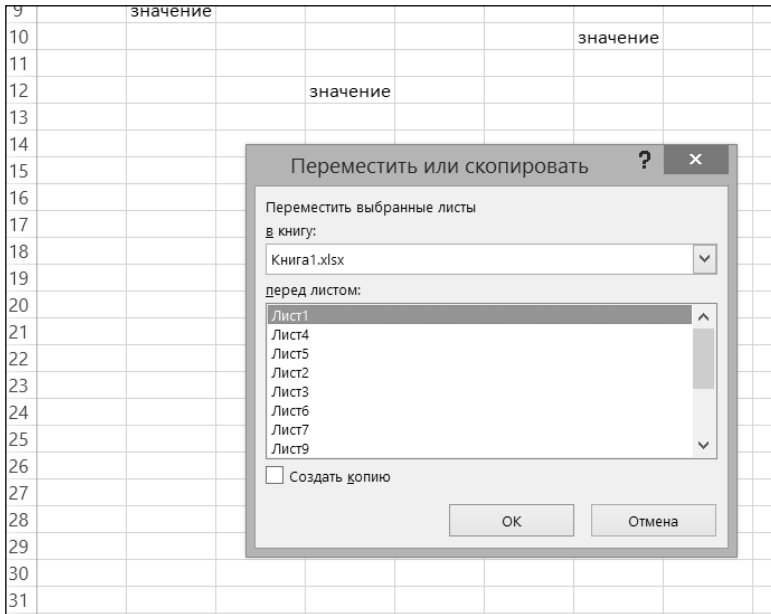 9 значение
10 значение
11
12 значение
13
14
15
16
17
18
19
20
21
22
23
24
25
26
27
28
29
30
31
Переместить или скопировать ? x
Переместить выбранные листы
в книгу:
Книга1.xlsx
перед листом:
Лист1
Лист4
Лист5
Лист2
Лист3
Лист6
Лист7
Лист9
Создать копию
ОК Отмена